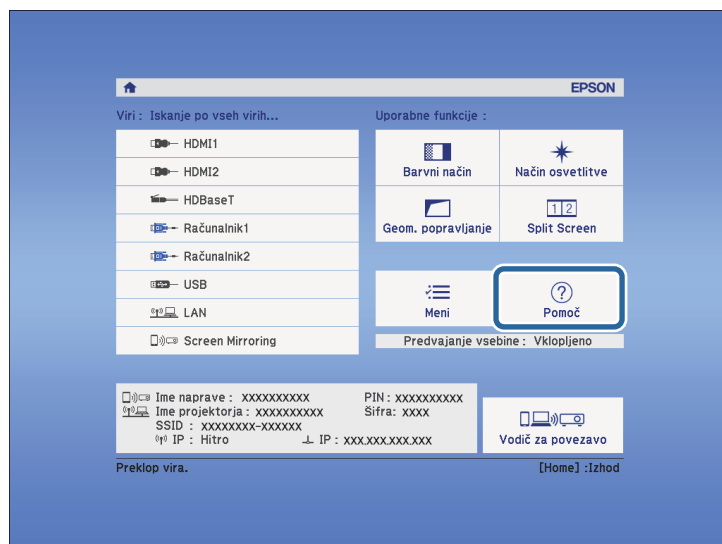 EPSON
Viri : Iskanje po vseh virih...
Uporabne funkcije :
HDMI1
HDMI2
HDBaseT
Računalnik1
Računalnik2
USB
LAN
Screen Mirroring
Barvni način
Način osvetlitve
Geom. popravljanje
1 2
Split Screen
Meni
? Pomoč
Predvajanje vsebine : Vklopljeno
Ime naprave : xxxxxxxxxx PIN : xxxxxxxxxx
Ime projektorja : xxxxxxxxxx Šifra: xxxx
SSID : xxxxxxxx-xxxxxx
IP : Hitro IP : xxx.xxx.xxx.xxx
Vodič za povezavo
Preklop vira. [Home] :Izhod